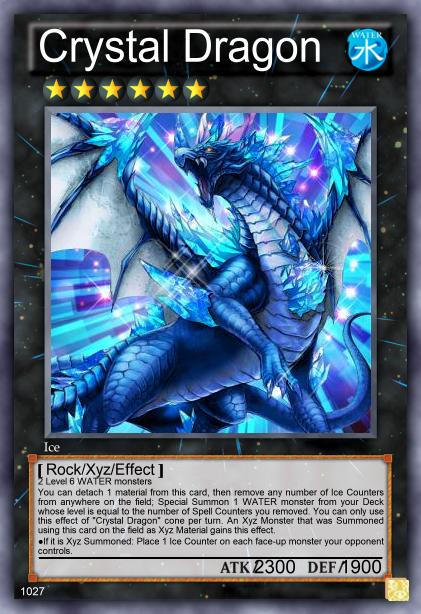 Crystal Dragon
WATER
水
Ice
[ Rock/Xyz/Effect ]
2 Level 6 WATER monsters
You can detach 1 material from this card, then remove any number of Ice Counters
from anywhere on the field; Special Summon 1 WATER monster from your Deck
whose level is equal to the number of Spell Counters you removed. You can only use
this effect of "Crystal Dragon" cone per turn. An Xyz Monster that was Summoned
using this card on the field as Xyz Material gains this effect.
●If it is Xyz Summoned: Place 1 Ice Counter on each face-up monster your opponent
controls.
ATK/2300 DEF/1900
1027